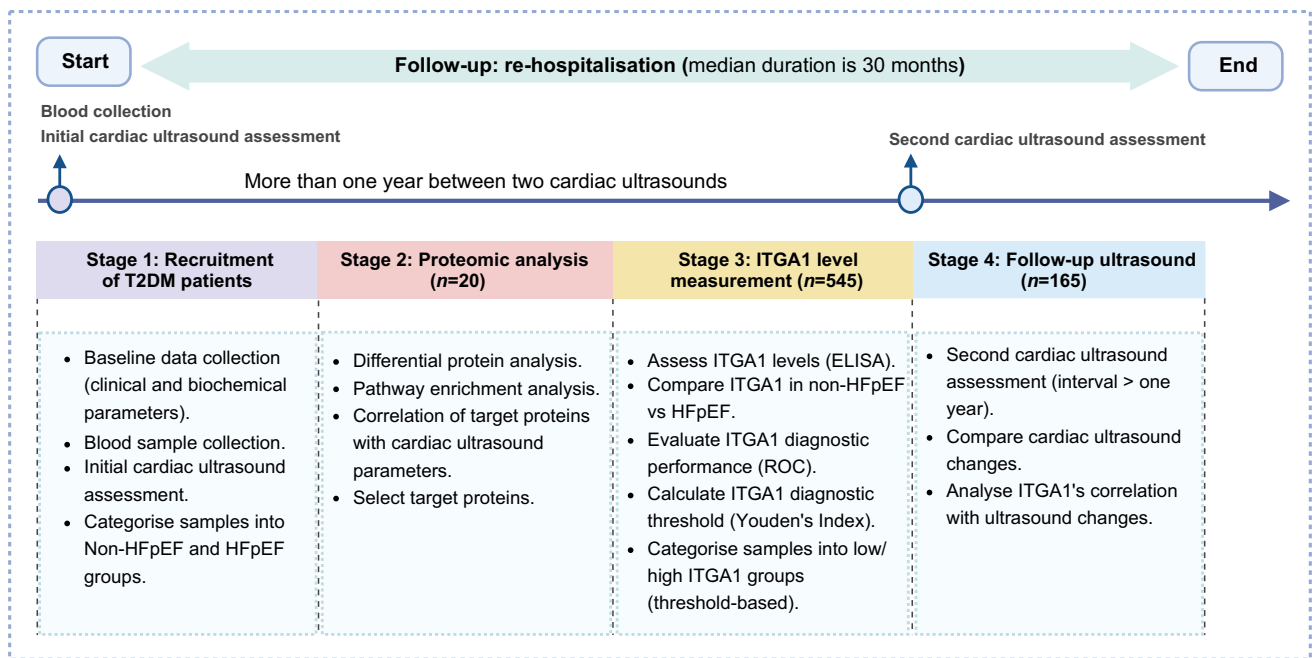 Start
Follow-up: re-hospitalisation (median duration is 30 months)
End
Blood collection
Initial cardiac ultrasound assessment
Second cardiac ultrasound assessment
More than one year between two cardiac ultrasounds
Stage 1: Recruitment
of T2DM patients
• Baseline data collection
(clinical and biochemical
parameters).
• Blood sample collection.
• Initial cardiac ultrasound
assessment.
• Categorise samples into
Non-HFpEF and HFpEF
groups.
Stage 2: Proteomic analysis
(n=20)
• Differential protein analysis.
• Pathway enrichment analysis.
• Correlation of target proteins
with cardiac ultrasound
parameters.
• Select target proteins.
Stage 3: ITGA1 level
measurement (n=545)
• Assess ITGA1 levels (ELISA).
• Compare ITGA1 in non-HFpEF
vs HFpEF.
• Evaluate ITGA1 diagnostic
performance (ROC).
• Calculate ITGA1 diagnostic
threshold (Youden's Index).
• Categorise samples into low/
high ITGA1 groups
(threshold-based).
Stage 4: Follow-up ultrasound
(n=165)
• Second cardiac ultrasound
assessment (interval > one
year).
• Compare cardiac ultrasound
changes.
• Analyse ITGA1's correlation
with ultrasound changes.